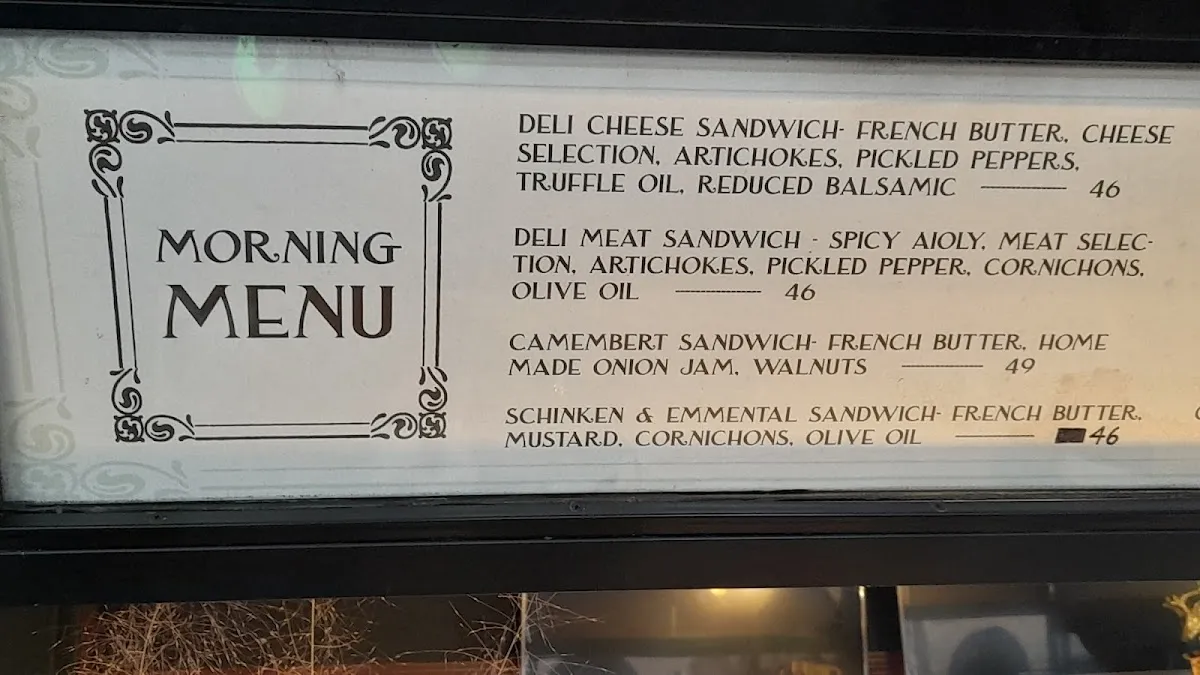 MORNING
MENU
DELI CHEESE SANDWICH- FRENCH BUTTER, CHEESE
SELECTION, ARTICHOKES, PICKLED PEPPERS,
TRUFFLE OIL, REDUCED BALSAMIC 46
DELI MEAT SANDWICH - SPICY AIOLY, MEAT SELEC-
TION, ARTICHOKES, PICKLED PEPPER, CORNICHONS,
OLIVE OIL 46
CAMEMBERT SANDWICH- FRENCH BUTTER, HOME
MADE ONION JAM, WALNUTS 49
SCHINKEN & EMMENTAL SANDWICH- FRENCH BUTTER,
MUSTARD, CORNICHONS, OLIVE OIL 46